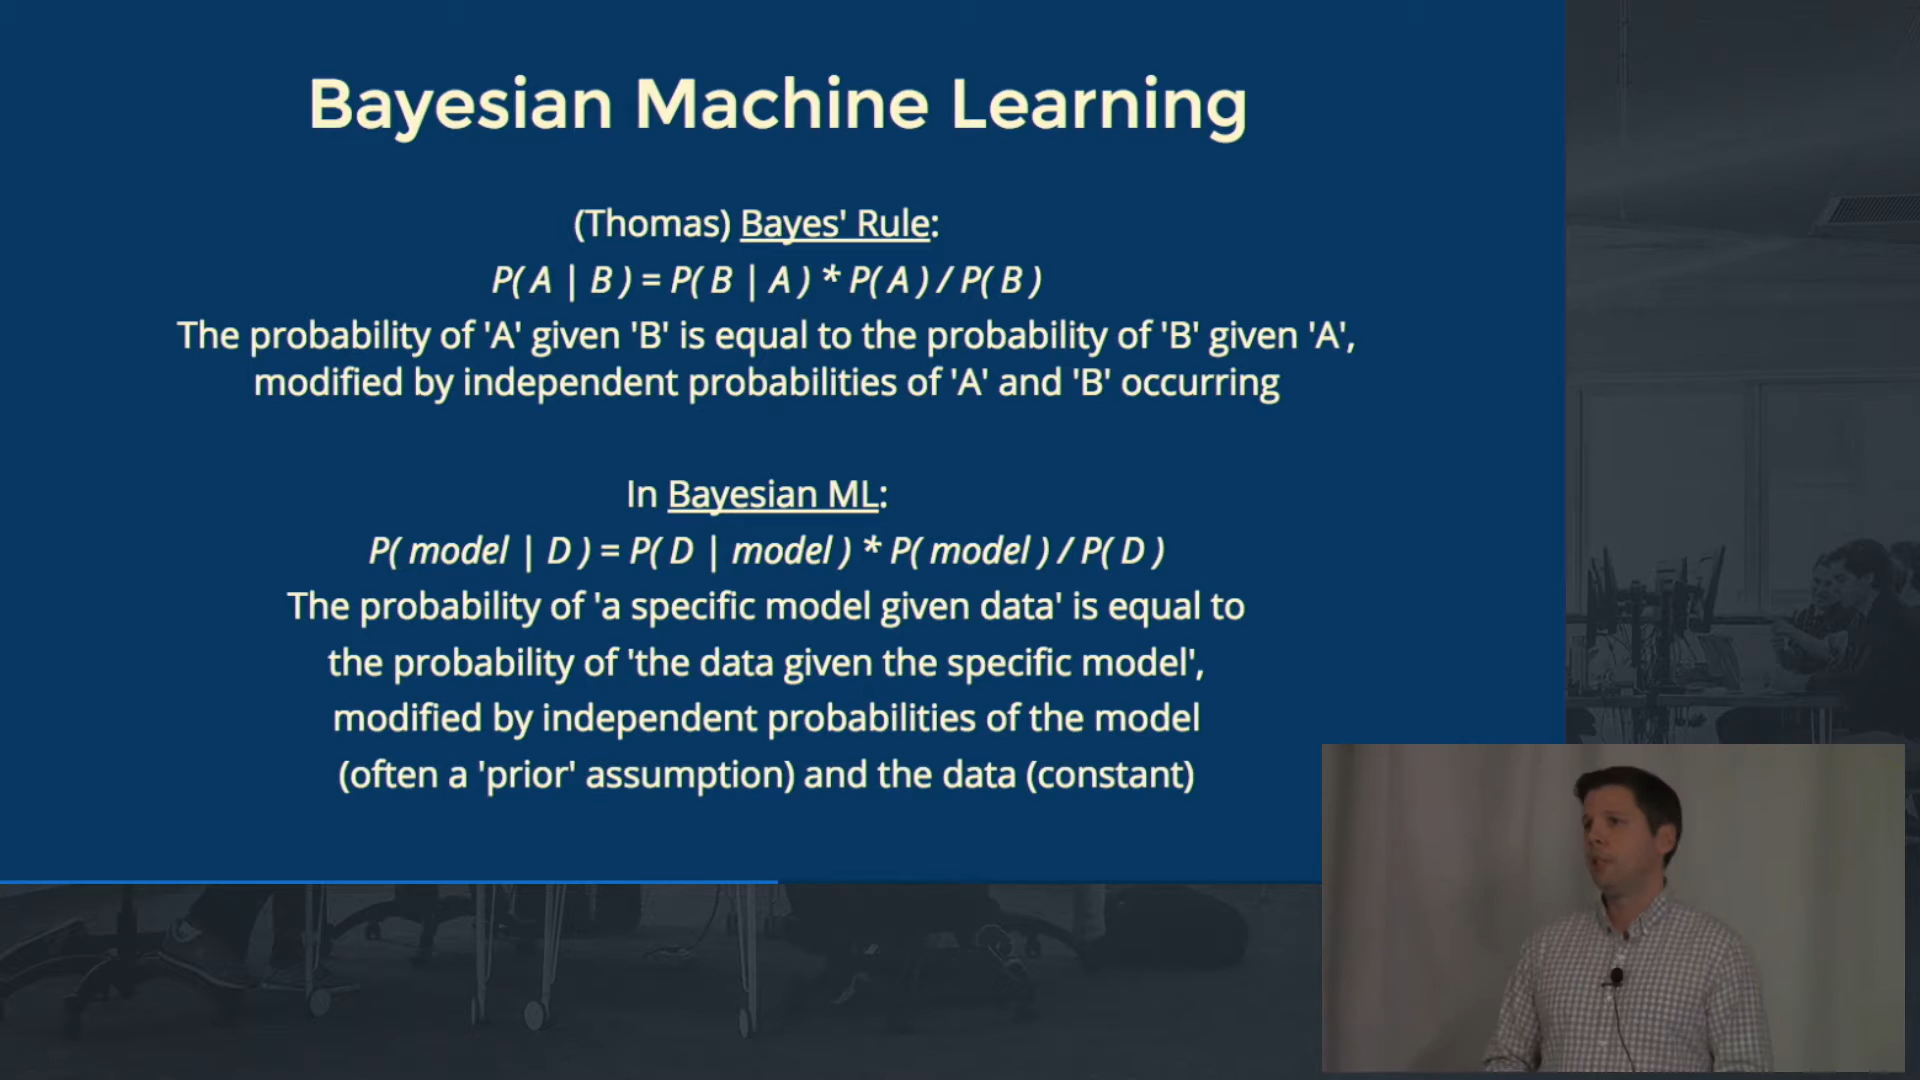 Bayesian Machine Learning
(Thomas) Bayes' Rule:
P( A | B ) = P( B | A ) * P( A ) / P( B )
The probability of 'A' given 'B' is equal to the probability of 'B' given 'A',
modified by independent probabilities of 'A' and 'B' occurring
In Bayesian ML:
P( model | D ) = P( D | model ) * P( model ) / P( D )
The probability of 'a specific model given data' is equal to
the probability of 'the data given the specific model',
modified by independent probabilities of the model
(often a 'prior' assumption) and the data (constant)